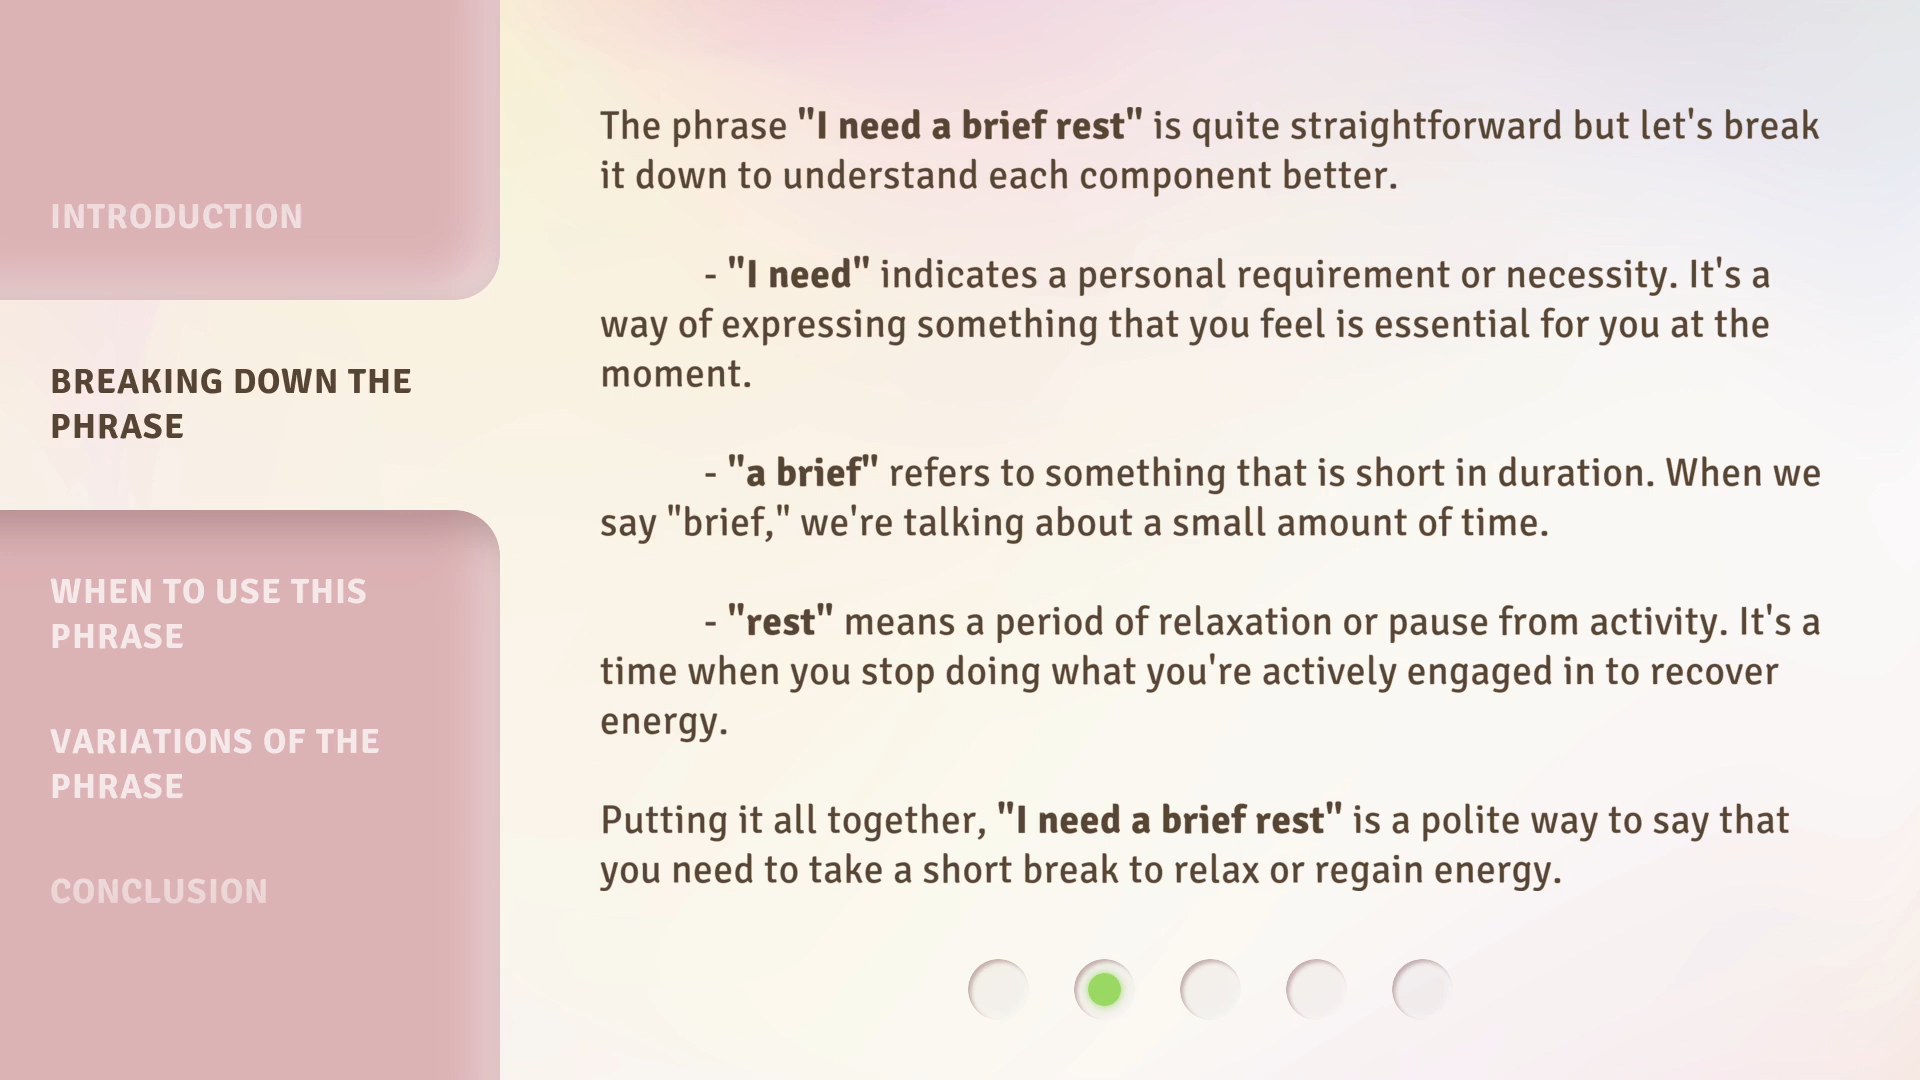 INTRODUCTION
BREAKING DOWN THE
PHRASE
WHEN TO USE THIS
PHRASE
VARIATIONS OF THE
PHRASE
CONCLUSION
The phrase "I need a brief rest" is quite straightforward but let's break
it down to understand each component better.
- "I need" indicates a personal requirement or necessity. It's a
way of expressing something that you feel is essential for you at the
moment.
- "a brief" refers to something that is short in duration. When we
say "brief," we're talking about a small amount of time.
- "rest" means a period of relaxation or pause from activity. It's a
time when you stop doing what you're actively engaged in to recover
energy.
Putting it all together, "I need a brief rest" is a polite way to say that
you need to take a short break to relax or regain energy.